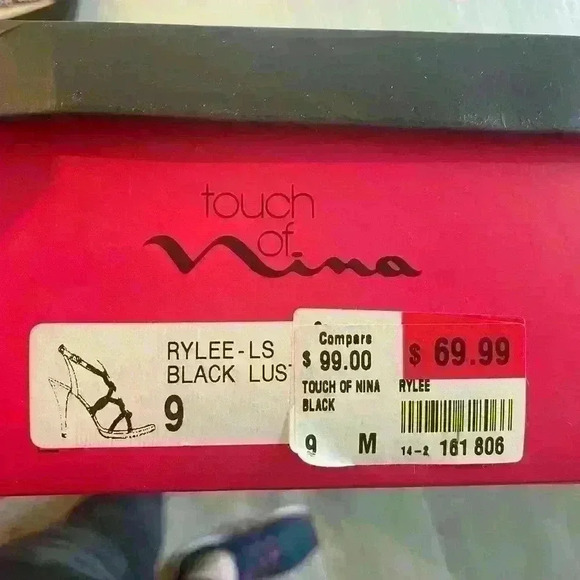 touch
of
Nina
RYLEE-LS
BLACK
9
Compare
$ 99.00
$ 69.99
TOUCH OF NINA RYLEE
BLACK
9 M
14-2 161 806